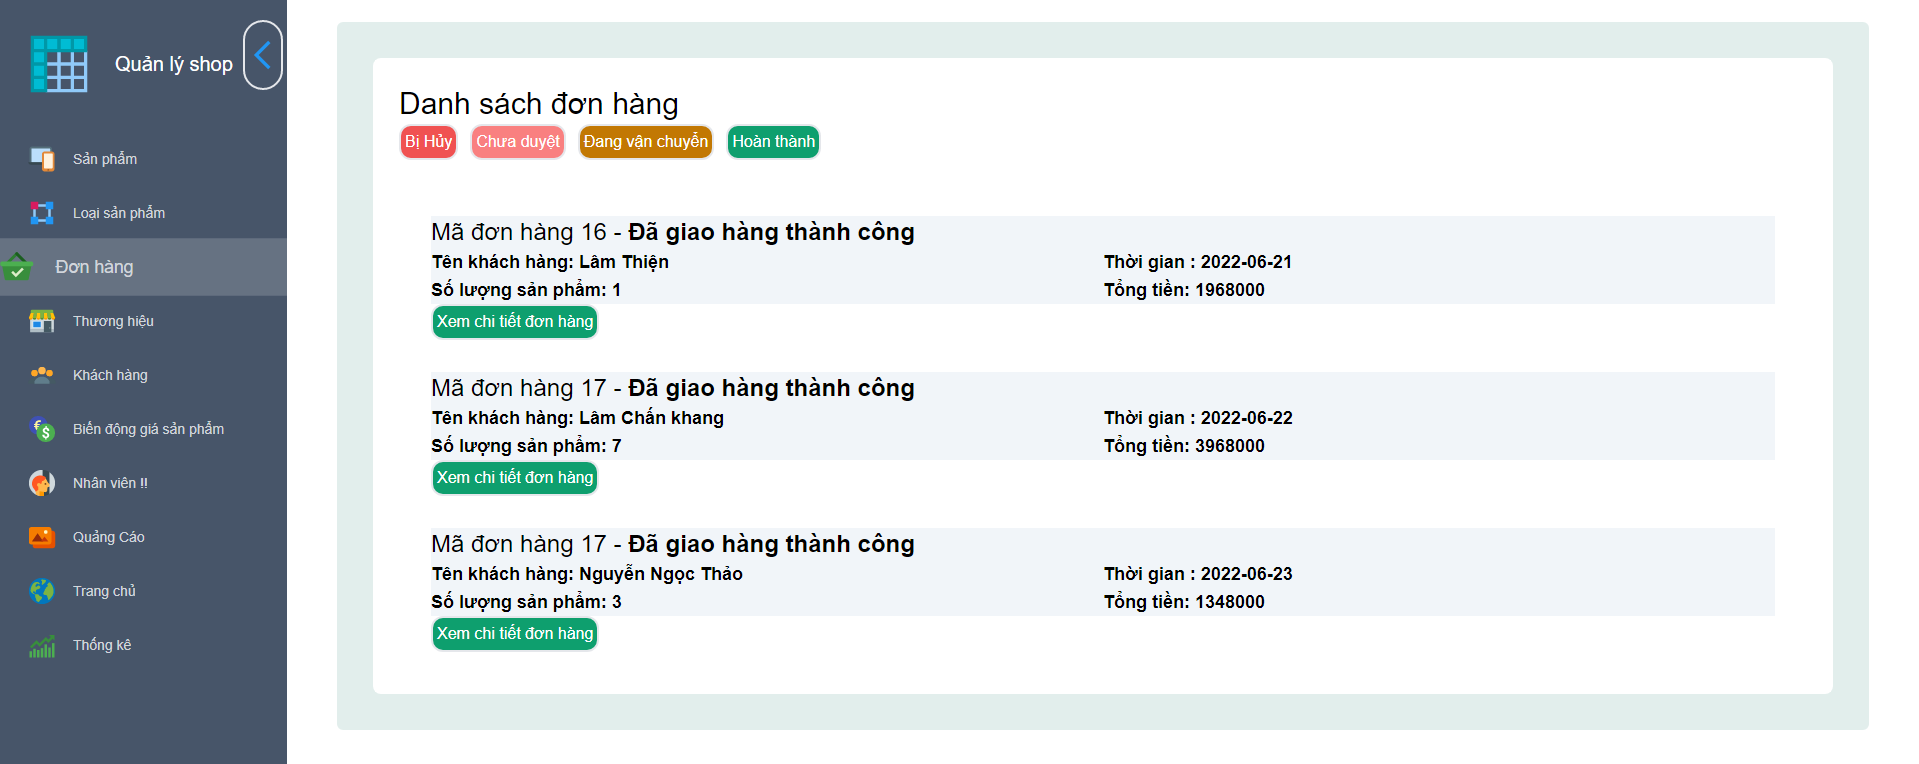 Quản lý shop
Sản phẩm
Loại sản phẩm
Đơn hàng
Thương hiệu
Khách hàng
Biến động giá sản phẩm
Nhân viên !!
Quảng Cáo
Trang chủ
Thống kê
Danh sách đơn hàng
Bị Hủy Chưa duyệt Đang vận chuyển Hoàn thành
Mã đơn hàng 16 - Đã giao hàng thành công
Tên khách hàng: Lâm Thiện Thời gian : 2022-06-21
Số lượng sản phẩm: 1 Tổng tiền: 1968000
Xem chi tiết đơn hàng
Mã đơn hàng 17 - Đã giao hàng thành công
Tên khách hàng: Lâm Chấn khang Thời gian : 2022-06-22
Số lượng sản phẩm: 7 Tổng tiền: 3968000
Xem chi tiết đơn hàng
Mã đơn hàng 17 - Đã giao hàng thành công
Tên khách hàng: Nguyễn Ngọc Thảo Thời gian : 2022-06-23
Số lượng sản phẩm: 3 Tổng tiền: 1348000
Xem chi tiết đơn hàng